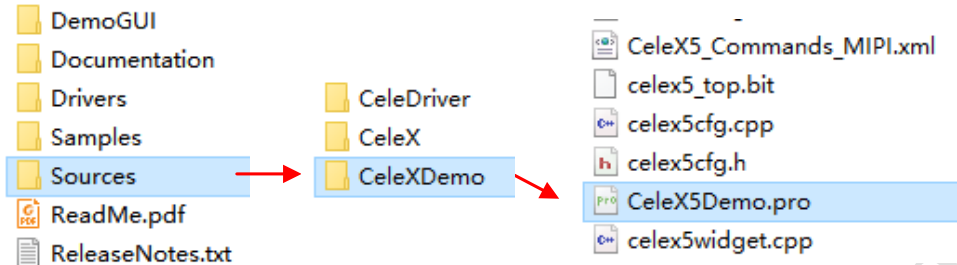 DemoGUI
Documentation
Drivers
Samples
Sources
ReadMe.pdf
ReleaseNotes.txt
CeleDriver
CeleX
CeleXDemo
CeleX5_Commands_MIPI.xml
celex5_top.bit
celex5cfg.cpp
celex5cfg.h
CeleX5Demo.pro
celex5widget.cpp